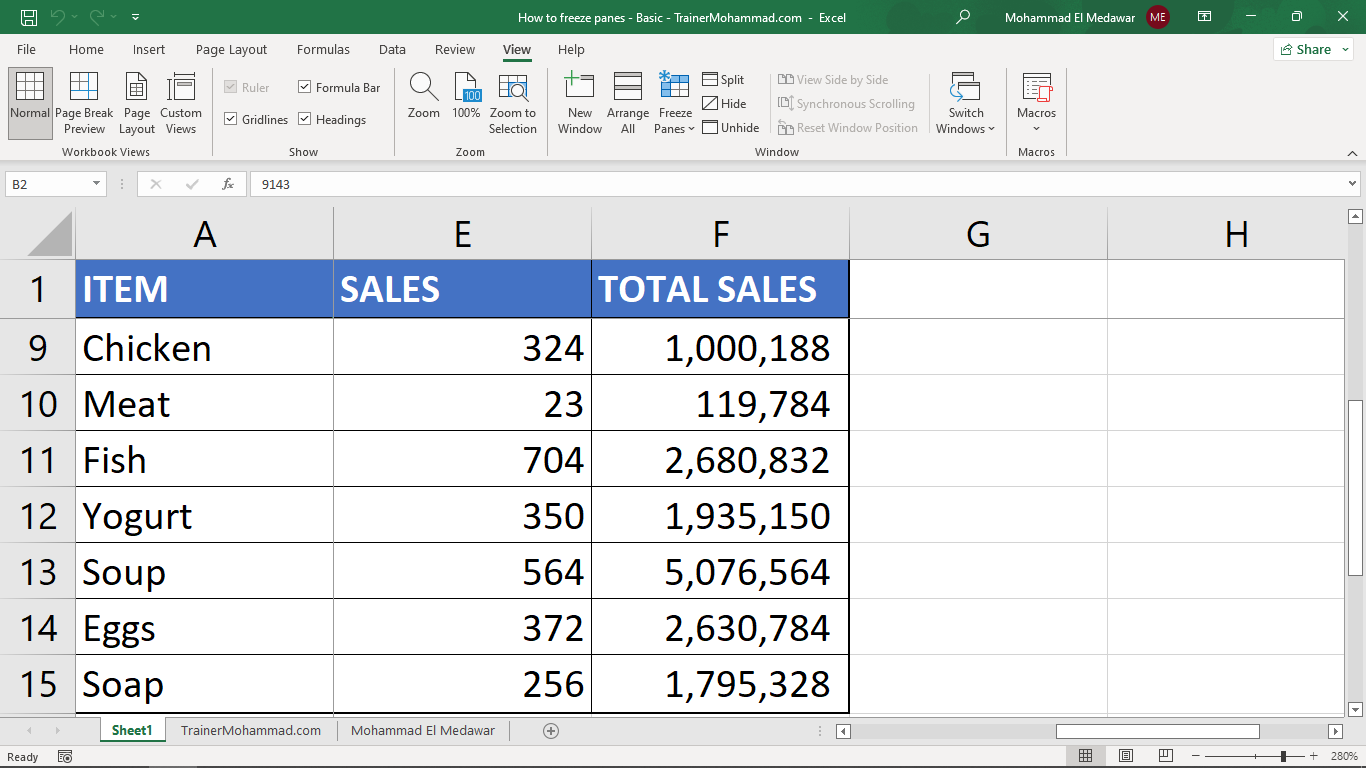 How to freeze panes - Basic - TrainerMohammad.com - Excel
Mohammad El Medawar ME
File Home Insert Page Layout Formulas Data Review View Help Share
Normal
Page Break Preview
Page Layout
Custom Views
Workbook Views
Ruler Formula Bar
Gridlines Headings
Show
Zoom
100 100%
Zoom to Selection
Zoom
New Window
Arrange All
Freeze Panes
Split
Hide
Unhide
View Side by Side
Synchronous Scrolling
Reset Window Position
Switch Windows
Window
Macros
Macros
B2 fx 9143
A E F G H
1 ITEM SALES TOTAL SALES
9 Chicken 324 1,000,188
10 Meat 23 119,784
11 Fish 704 2,680,832
12 Yogurt 350 1,935,150
13 Soup 564 5,076,564
14 Eggs 372 2,630,784
15 Soap 256 1,795,328
Sheet1 TrainerMohammad.com Mohammad El Medawar
Ready 280%